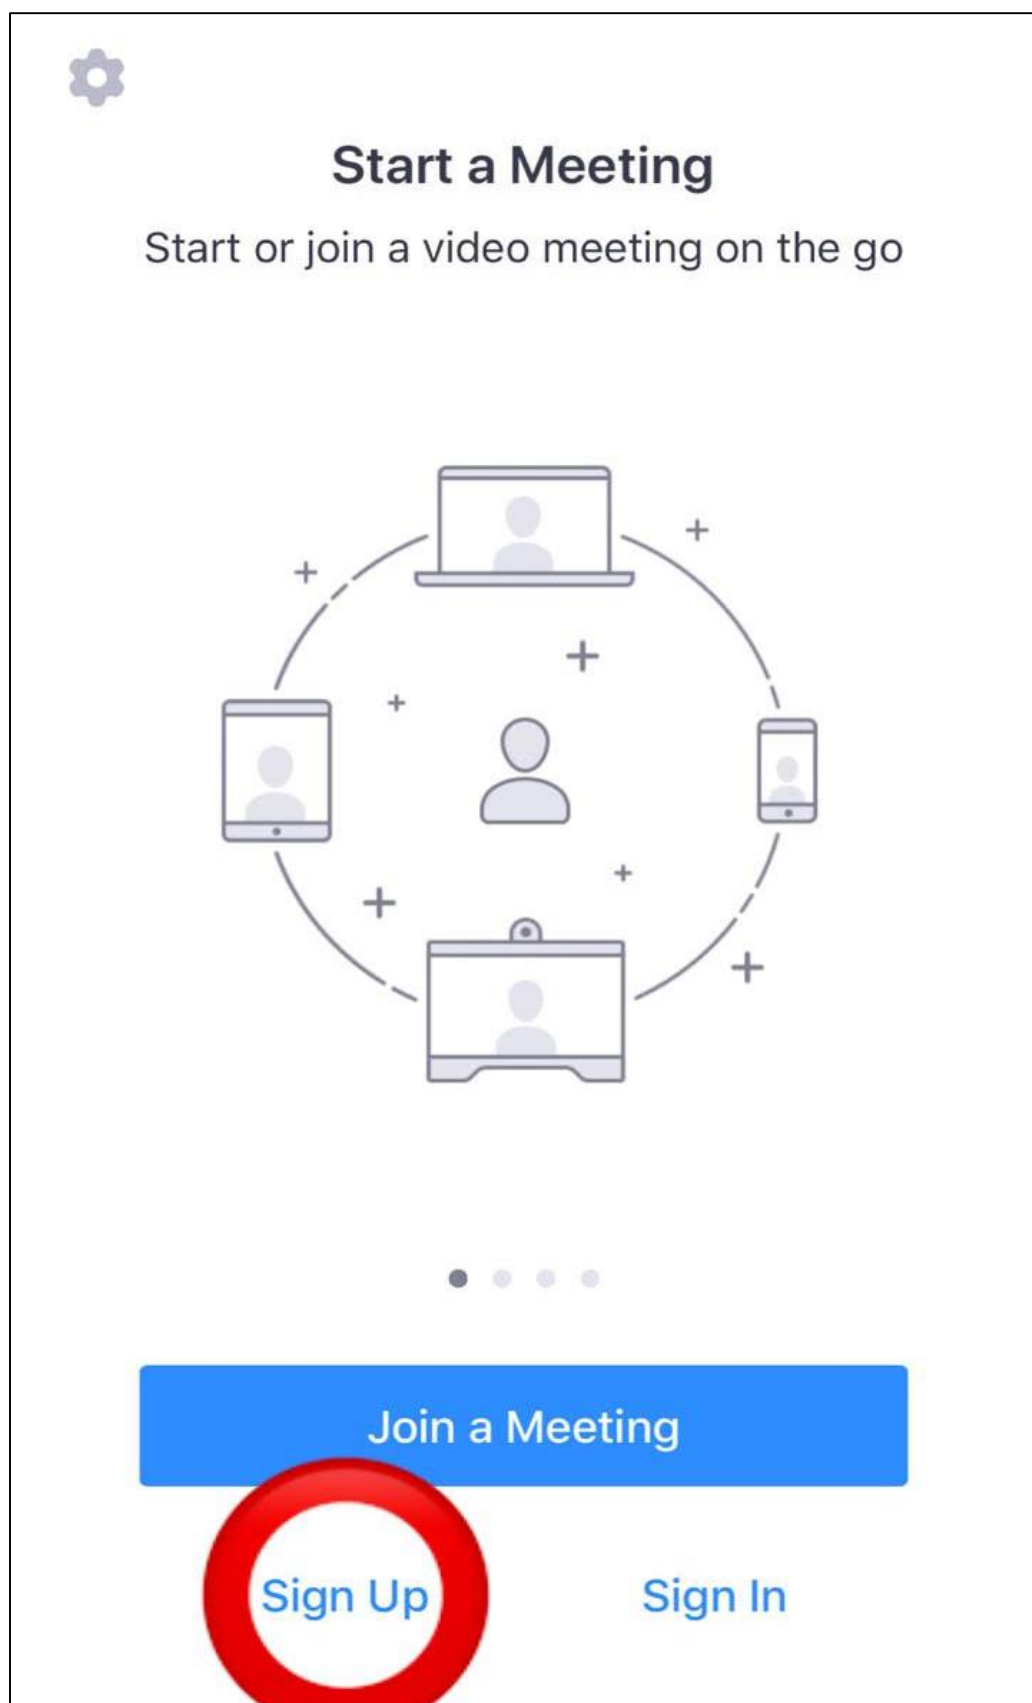 Start a Meeting
Start or join a video meeting on the go
Join a Meeting
Sign Up
Sign In